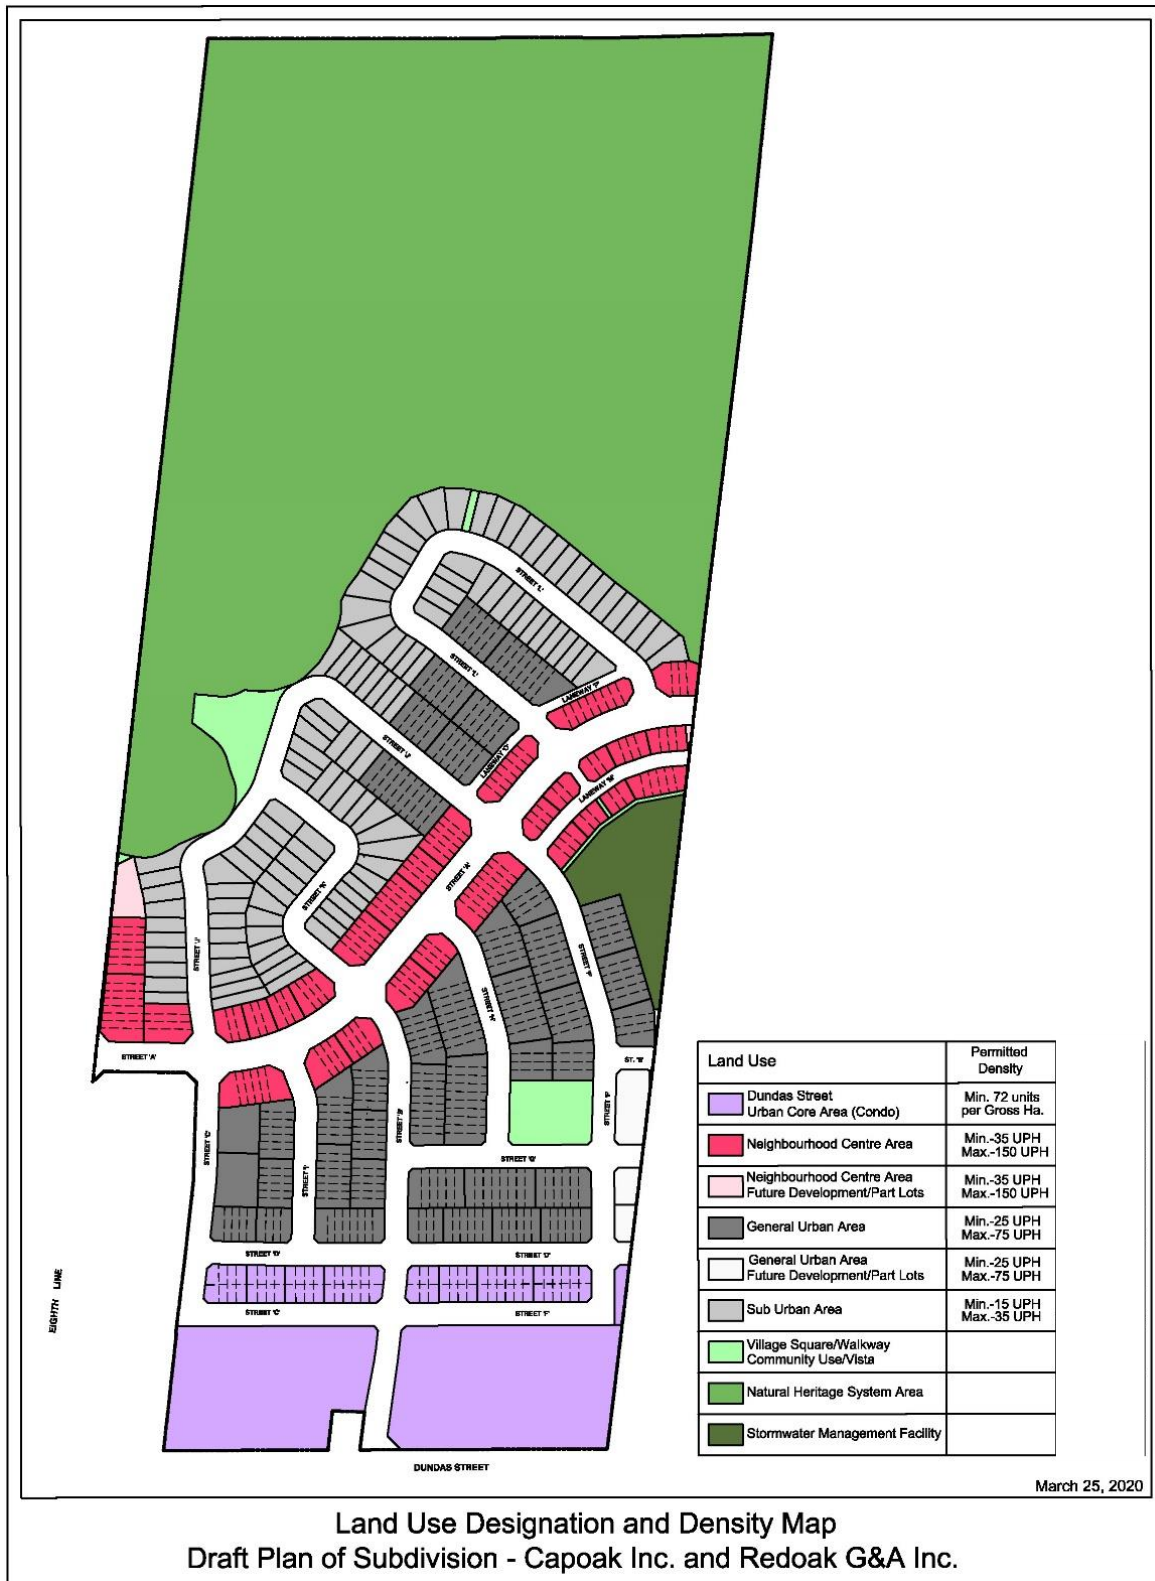 STREET 'L'
STREET 'L'
LANEWAY 'P'
STREET 'J'
LANEWAY 'O'
LANEWAY 'M'
STREET 'A'
STREET 'K'
STREET 'J'
STREET 'P'
STREET 'H'
STREET 'A'
ST. 'B'
STREET 'B'
STREET 'P'
STREET 'C'
STREET 'G'
STREET 'I'
STREET 'D'
STREET 'D'
STREET 'C'
STREET 'F'
EIGHTH LINE
DUNDAS STREET
Land Use
Permitted
Density
Dundas Street
Urban Core Area (Condo)
Min. 72 units
per Gross Ha.
Neighbourhood Centre Area
Min.-35 UPH
Max.-150 UPH
Neighbourhood Centre Area
Future Development/Part Lots
Min.-35 UPH
Max.-150 UPH
General Urban Area
Min.-25 UPH
Max.-75 UPH
General Urban Area
Future Development/Part Lots
Min.-25 UPH
Max.-75 UPH
Sub Urban Area
Min.-15 UPH
Max.-35 UPH
Village Square/Walkway
Community Use/Vista
Natural Heritage System Area
Stormwater Management Facility
March 25, 2020
Land Use Designation and Density Map
Draft Plan of Subdivision - Capoak Inc. and Redoak G&A Inc.